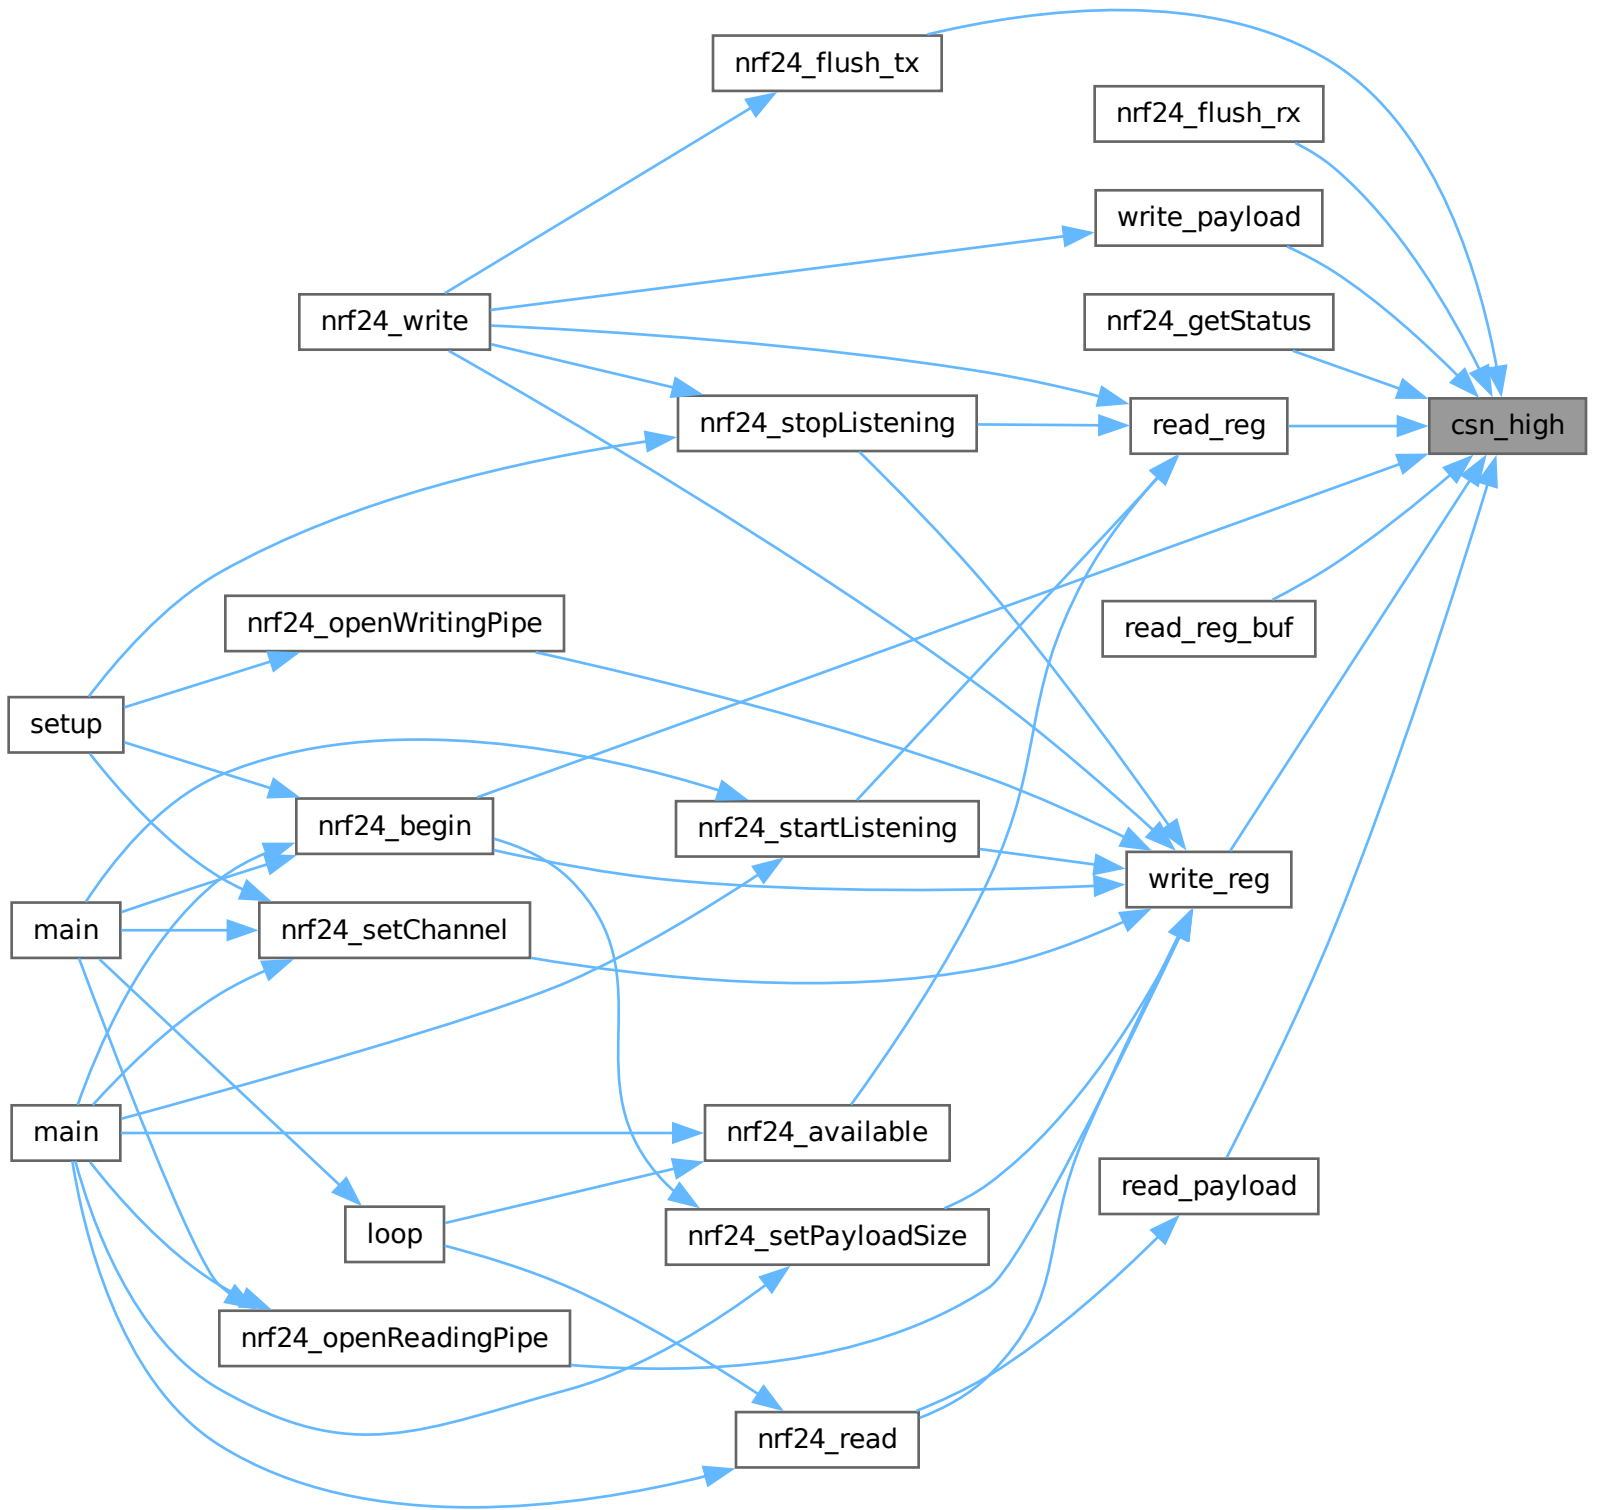 nrf24_flush_tx
nrf24_flush_rx
write_payload
nrf24_write
nrf24_getStatus
nrf24_stopListening
read_reg
csn_high
nrf24_openWritingPipe
read_reg_buf
setup
nrf24_begin
nrf24_startListening
write_reg
main
nrf24_setChannel
main
nrf24_available
read_payload
loop
nrf24_setPayloadSize
nrf24_openReadingPipe
nrf24_read